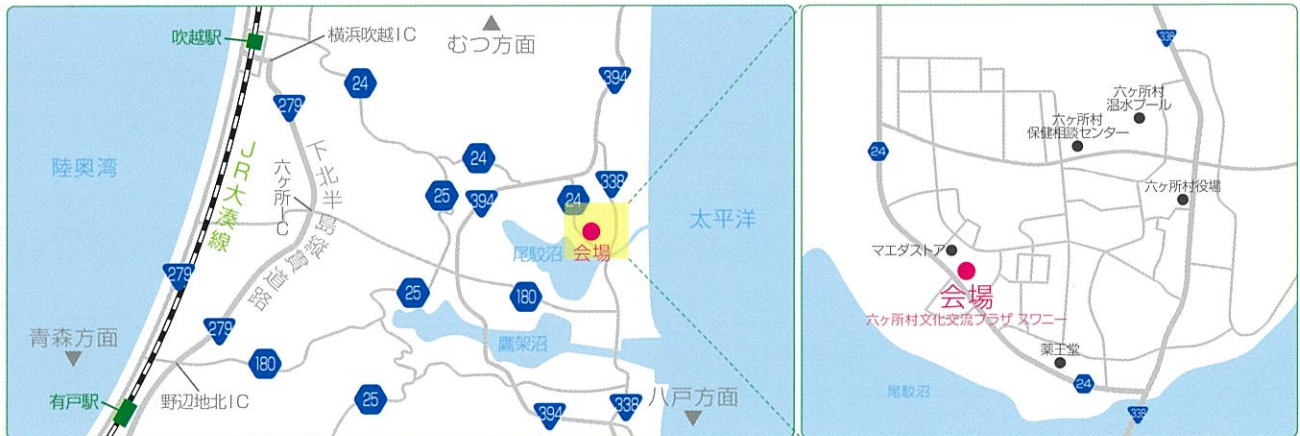 吹越駅
横浜吹越IC
むつ方面
24
394
279
陸奥湾
JR大湊線
下北半島縦貫道路
六ヶ所IC
24
25
394
24
338
太平洋
尾駮沼
会場
279
25
180
279
青森方面
鷹架沼
180
有戸駅
野辺地北IC
25
394
338
八戸方面
338
六ヶ所村
温水プール
六ヶ所村
保健相談センター
24
六ヶ所村役場
マエダストア
会場
六ヶ所村文化交流プラザ スワニー
薬王堂
24
尾駮沼
338